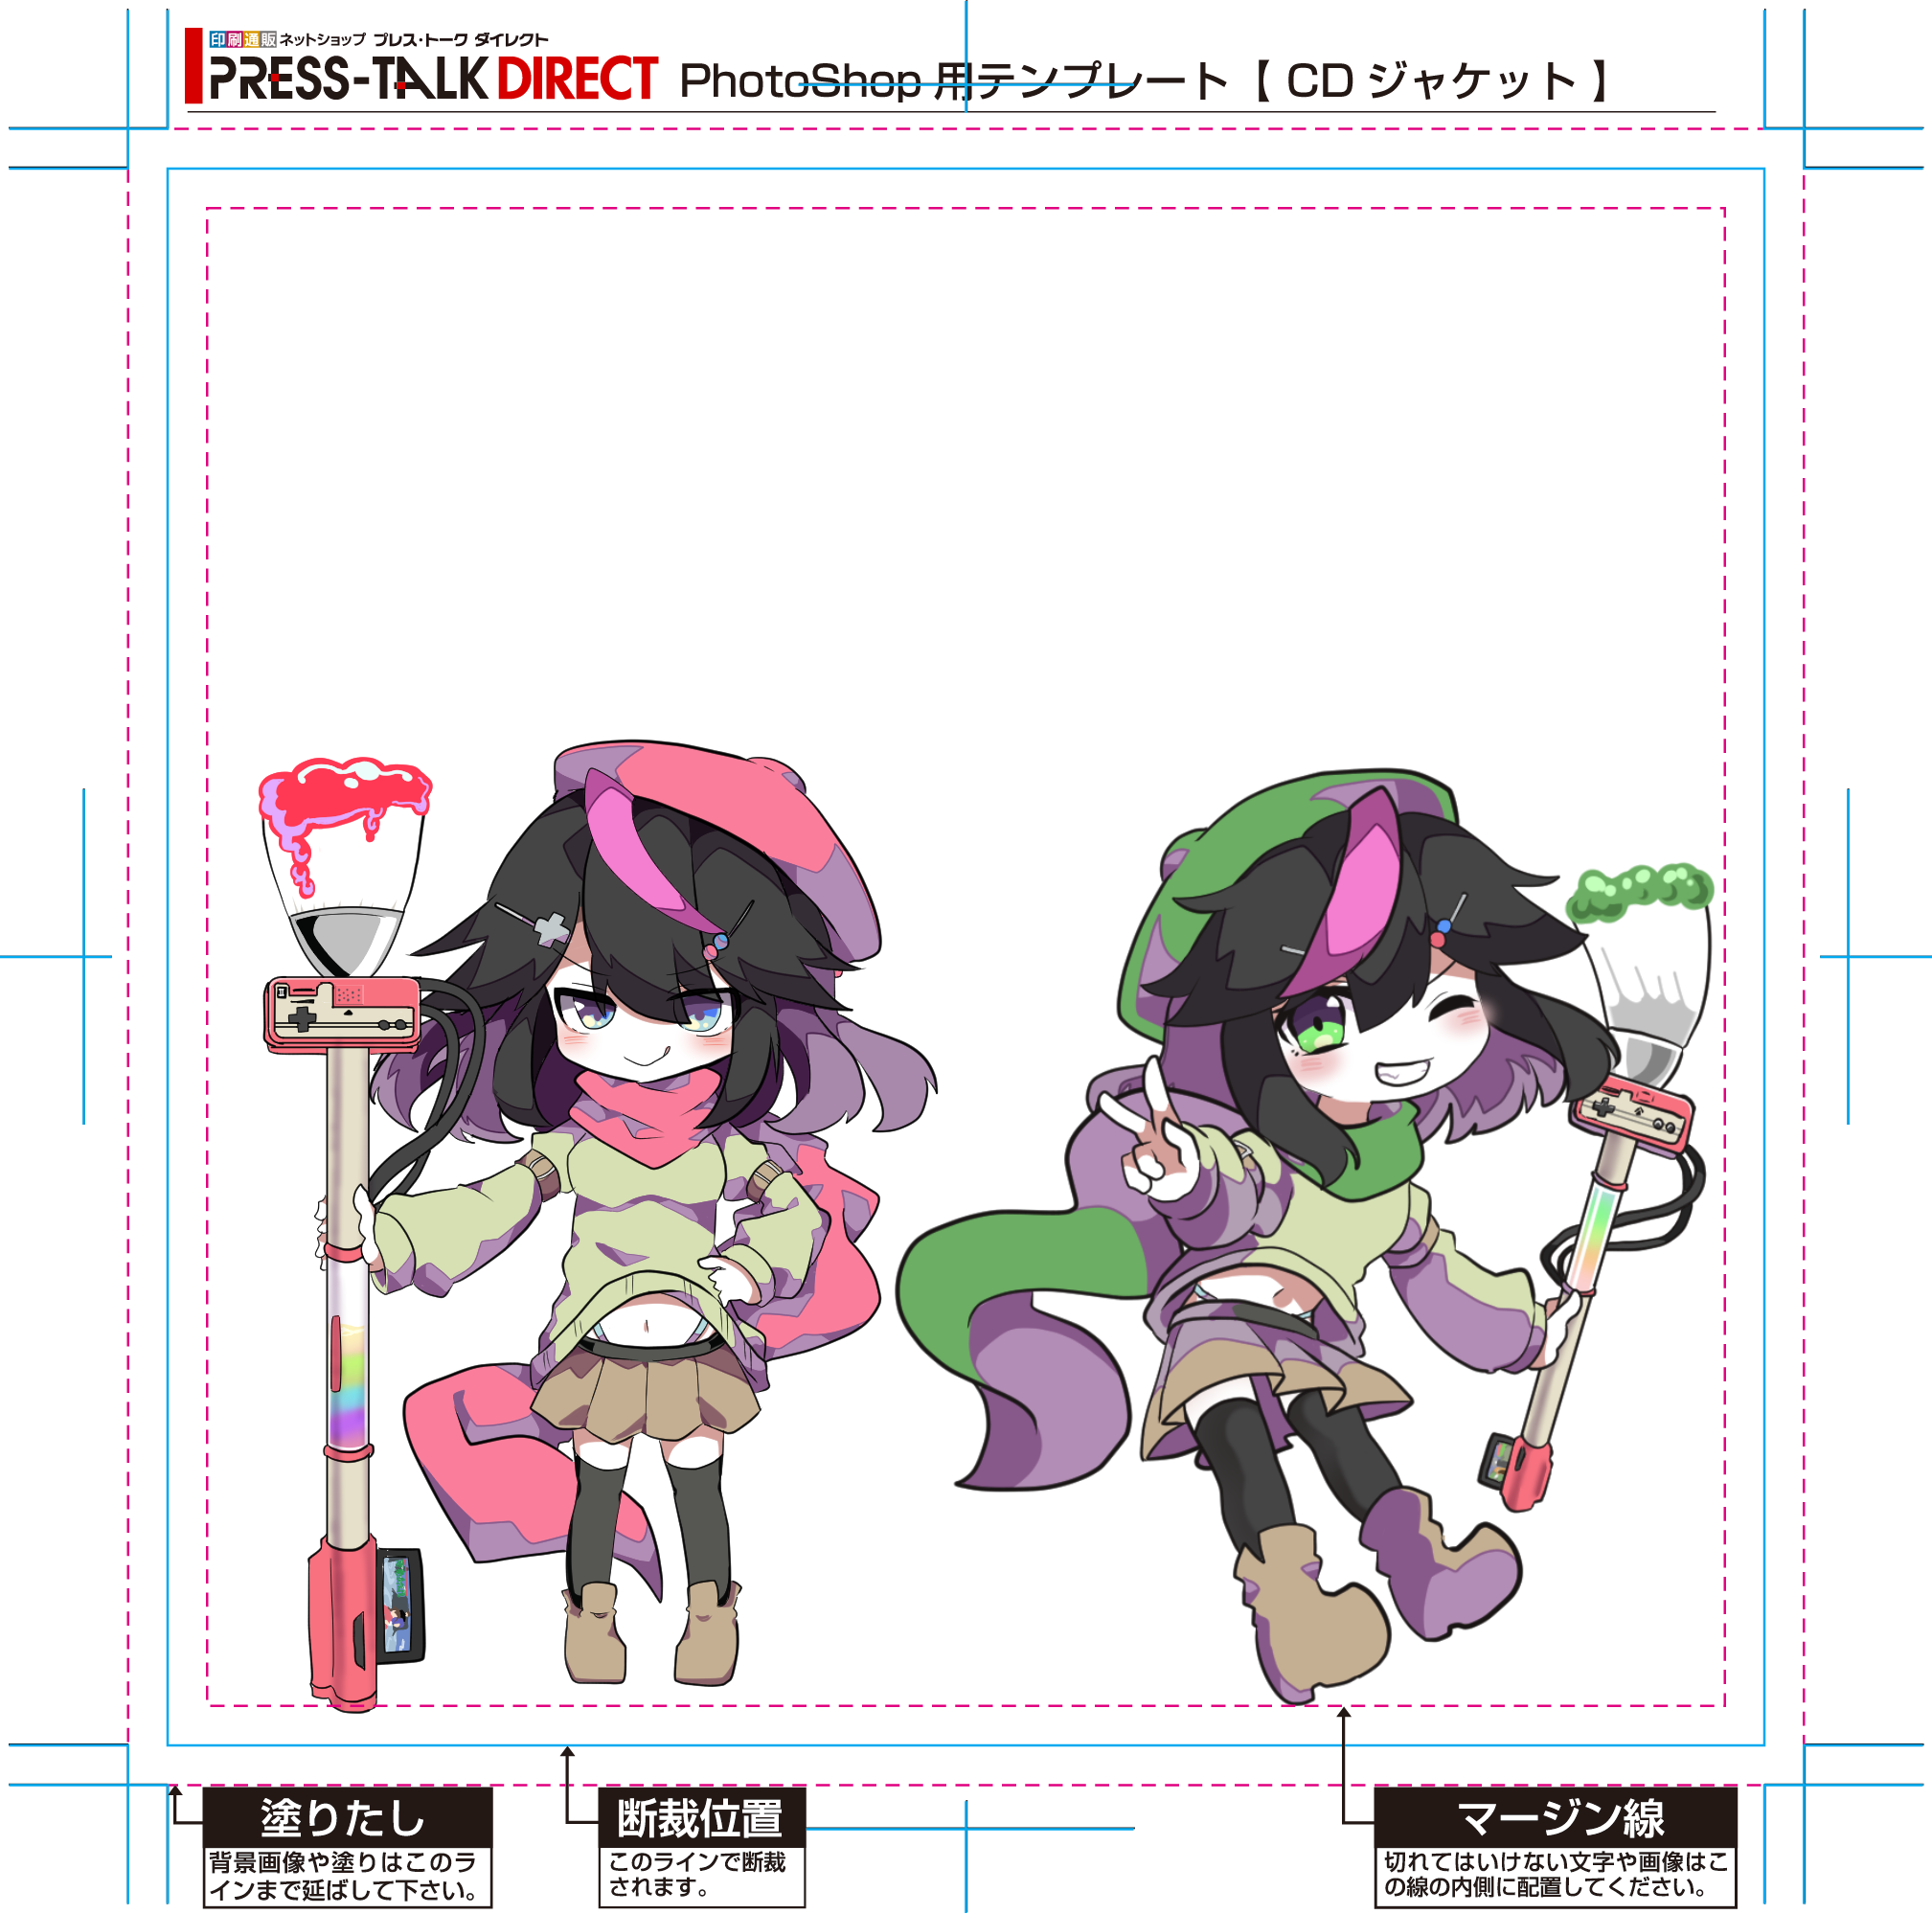 印刷通販 ネットショップ プレス・トーク ダイレクト
PRESS-TALK DIRECT PhotoShop 用テンプレート【 CD ジャケット 】
塗りたし
背景画像や塗りはこのラ
インまで延ばして下さい。
断裁位置
このラインで断裁
されます。
マージン線
切れてはいけない文字や画像はこ
の線の内側に配置してください。